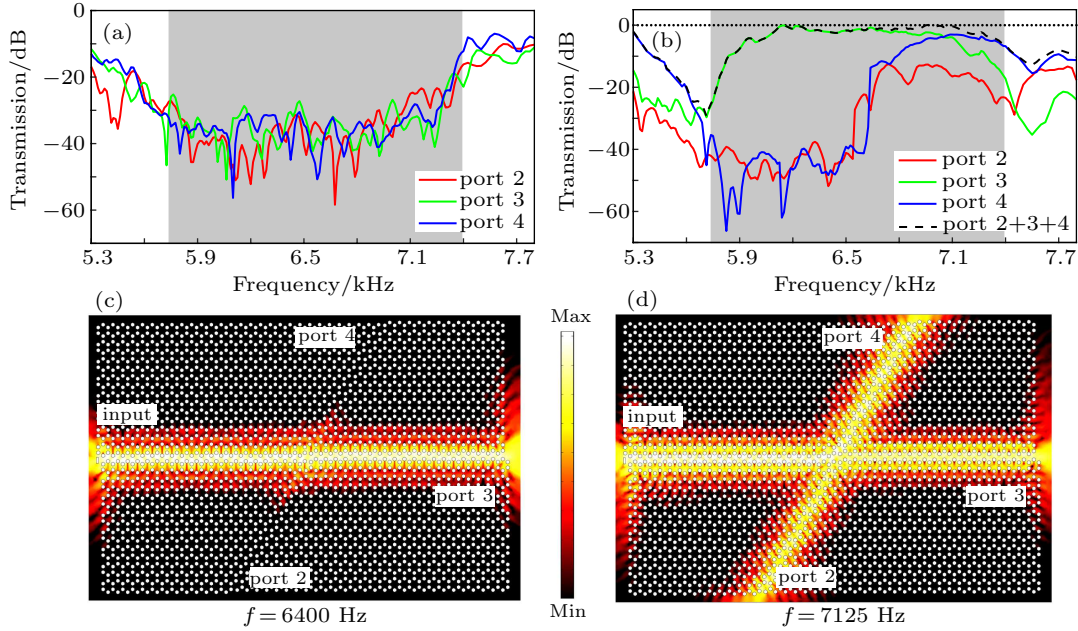 (a)
Transmission/dB
0
−20
−40
−60
port 2
port 3
port 4
5.3
5.9
6.5
7.1
7.7
Frequency/kHz
(b)
Transmission/dB
0
−20
−40
−60
port 2
port 3
port 4
port 2+3+4
5.3
5.9
6.5
7.1
7.7
Frequency/kHz
(c)
port 4
input
port 3
port 2
f=6400 Hz
Max
Min
(d)
port 4
input
port 3
port 2
f=7125 Hz